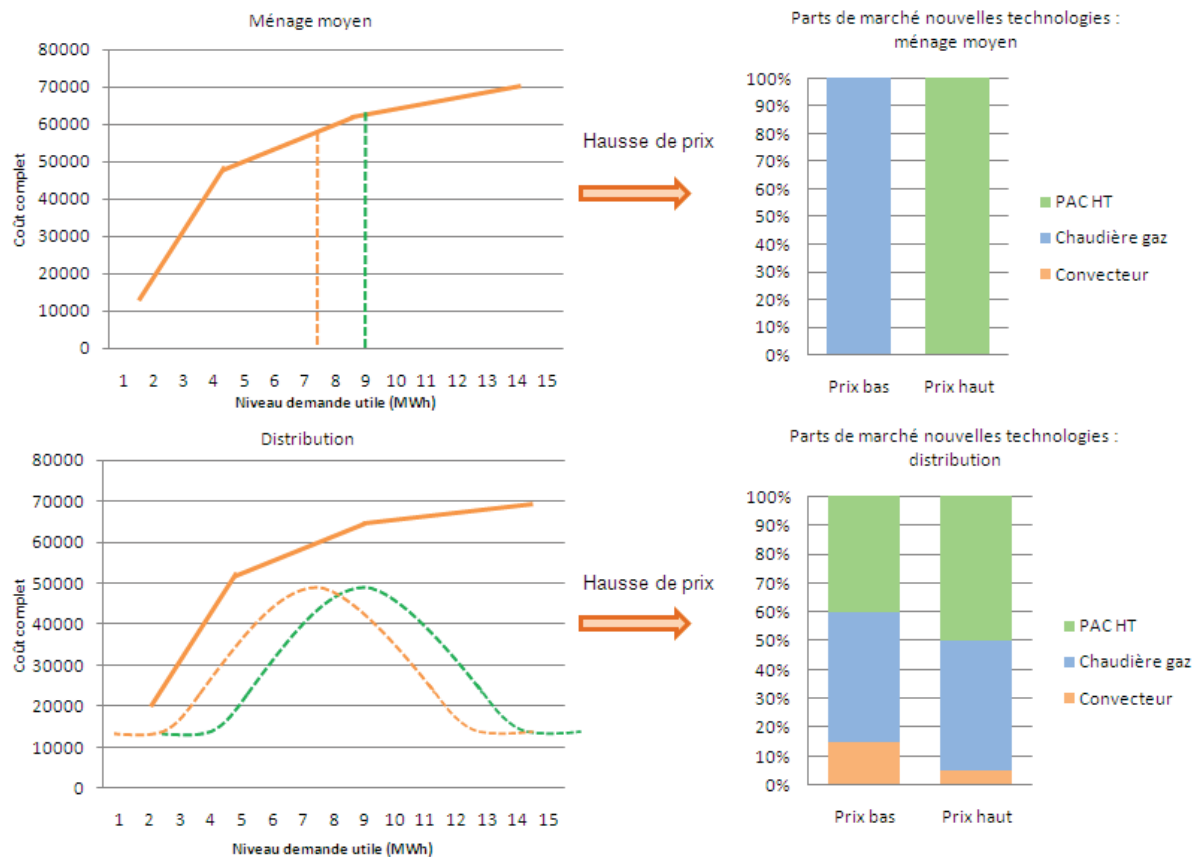 Ménage moyen
80000
70000
60000
50000
40000
30000
20000
10000
0
Coût complet
1 2 3 4 5 6 7 8 9 10 11 12 13 14 15
Niveau demande utile (MWh)
Hausse de prix
Parts de marché nouvelles technologies :
ménage moyen
100%
90%
80%
70%
60%
50%
40%
30%
20%
10%
0%
Prix bas Prix haut
PAC HT
Chaudière gaz
Convecteur
Distribution
80000
70000
60000
50000
40000
30000
20000
10000
0
Coût complet
1 2 3 4 5 6 7 8 9 10 11 12 13 14 15
Niveau demande utile (MWh)
Hausse de prix
Parts de marché nouvelles technologies :
distribution
100%
90%
80%
70%
60%
50%
40%
30%
20%
10%
0%
Prix bas Prix haut
PAC HT
Chaudière gaz
Convecteur